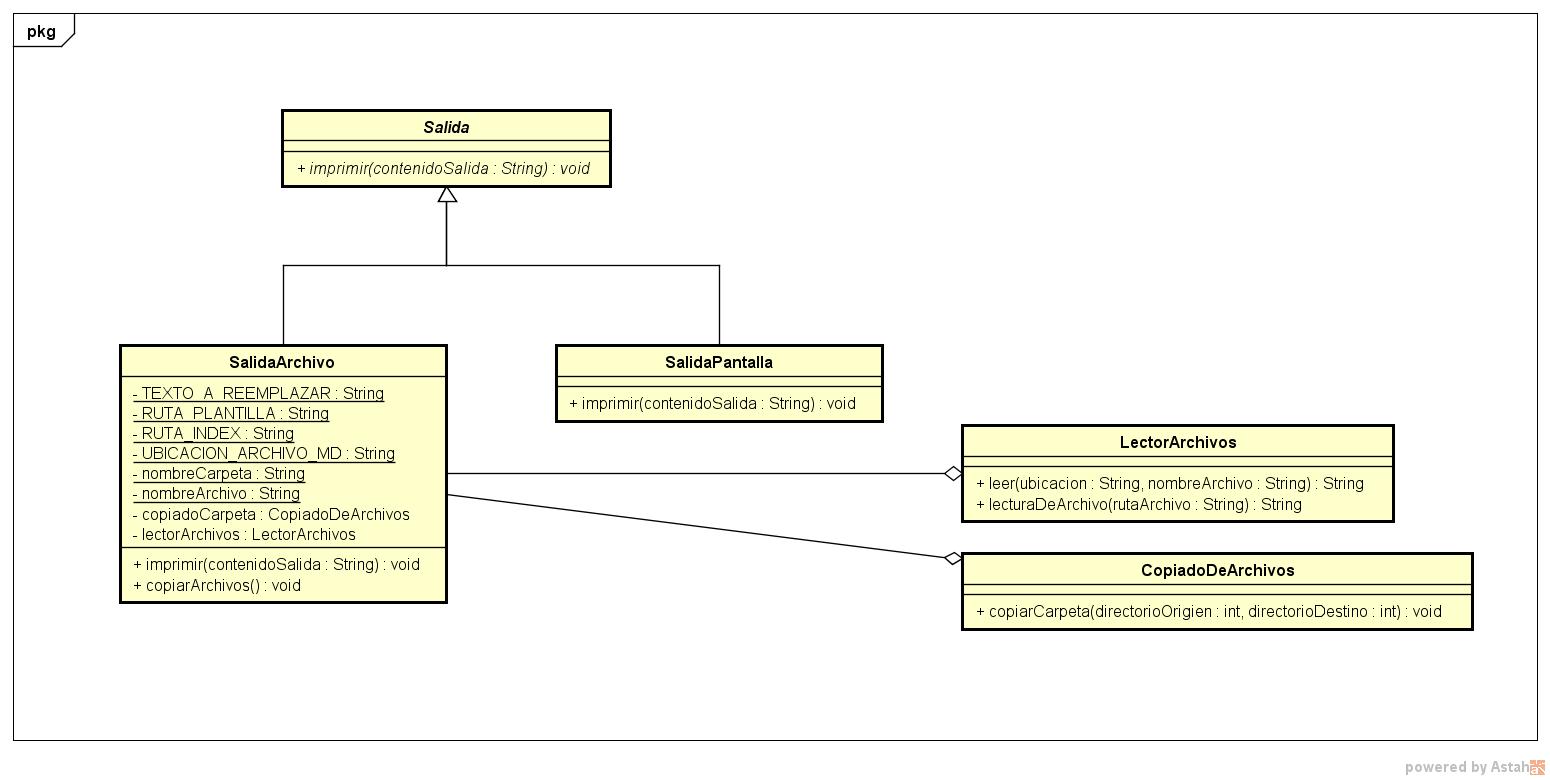 pkg
Salida
+ imprimir(contenidoSalida : String) : void
SalidaArchivo
- TEXTO_A_REEMPLAZAR : String
- RUTA_PLANTILLA : String
- RUTA_INDEX : String
- UBICACION_ARCHIVO_MD : String
- nombreCarpeta : String
- nombreArchivo : String
- copiadoCarpeta : CopiadoDeArchivos
- lectorArchivos : LectorArchivos
+ imprimir(contenidoSalida : String) : void
+ copiarArchivos() : void
SalidaPantalla
+ imprimir(contenidoSalida : String) : void
LectorArchivos
+ leer(ubicacion : String, nombreArchivo : String) : String
+ lecturaDeArchivo(rutaArchivo : String) : String
CopiadoDeArchivos
+ copiarCarpeta(directorioOrigien : int, directorioDestino : int) : void
powered by Astah